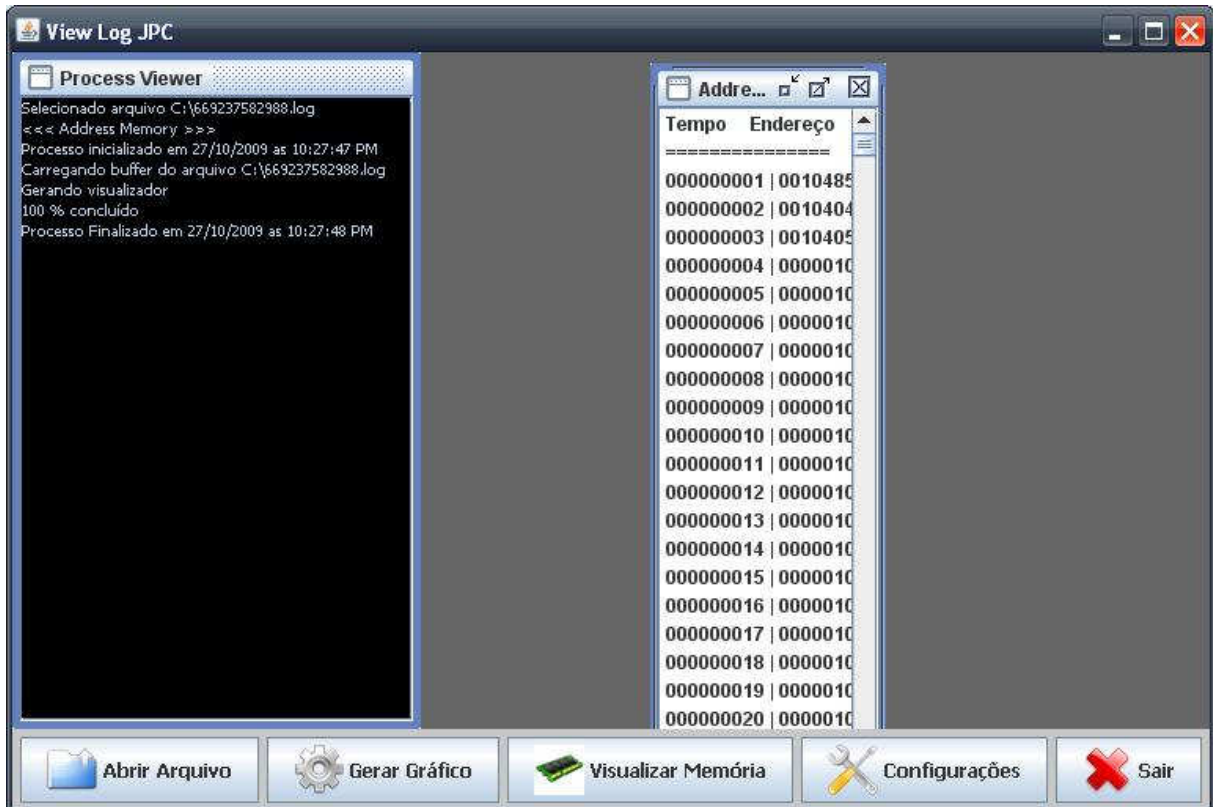 View Log JPC
Process Viewer
Selecionado arquivo C:\669237582988.log
<<< Address Memory >>>
Processo inicializado em 27/10/2009 as 10:27:47 PM
Carregando buffer do arquivo C:\669237582988.log
Gerando visualizador
100 % concluído
Processo Finalizado em 27/10/2009 as 10:27:48 PM
Addre...
Tempo Endereço
===============
000000001 | 0010485
000000002 | 0010404
000000003 | 0010405
000000004 | 0000010
000000005 | 0000010
000000006 | 0000010
000000007 | 0000010
000000008 | 0000010
000000009 | 0000010
000000010 | 0000010
000000011 | 0000010
000000012 | 0000010
000000013 | 0000010
000000014 | 0000010
000000015 | 0000010
000000016 | 0000010
000000017 | 0000010
000000018 | 0000010
000000019 | 0000010
000000020 | 0000010
Abrir Arquivo
Gerar Gráfico
Visualizar Memória
Configurações
Sair